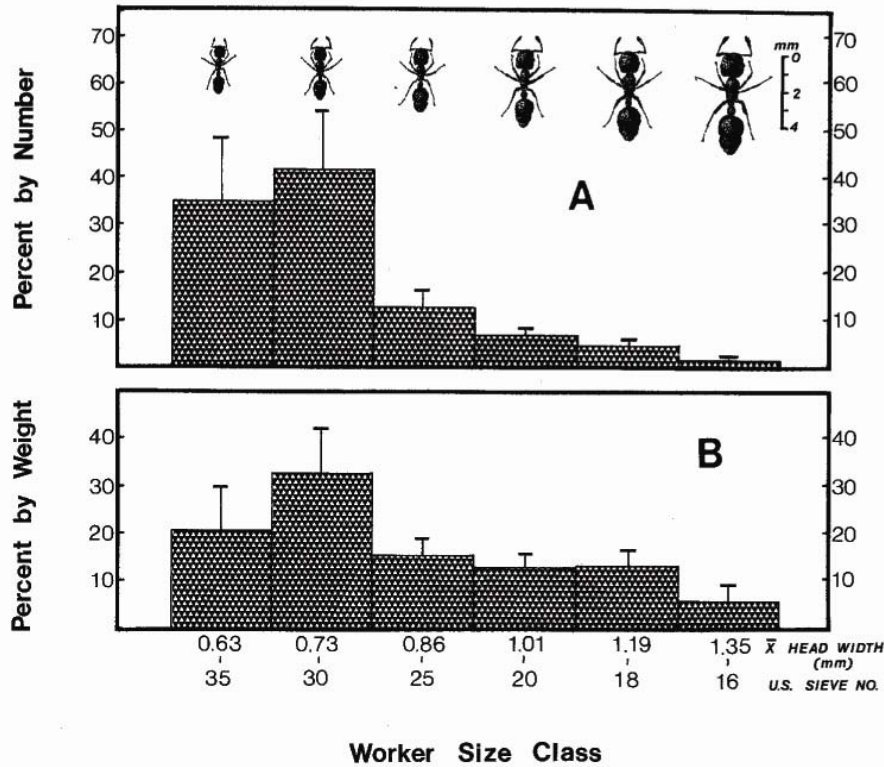 Percent by Number
70
60
50
40
30
20
10
mm
0
2
4
A
70
60
50
40
30
20
10
Percent by Weight
40
30
20
10
B
40
30
20
10
0.63 0.73 0.86 1.01 1.19 1.35 X̄ HEAD WIDTH
(mm)
35 30 25 20 18 16 U.S. SIEVE NO.
Worker Size Class